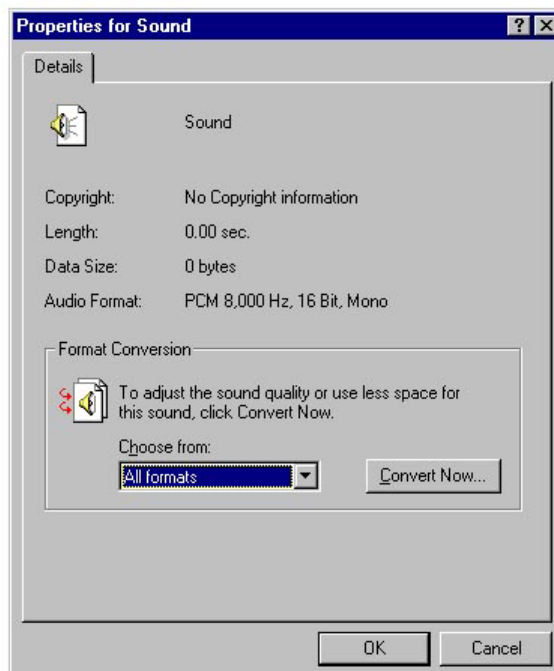 Properties for Sound
Details
Sound
Copyright: No Copyright information
Length: 0.00 sec.
Data Size: 0 bytes
Audio Format: PCM 8,000 Hz, 16 Bit, Mono
Format Conversion
To adjust the sound quality or use less space for
this sound, click Convert Now.
Choose from:
All formats
Convert Now...
OK Cancel